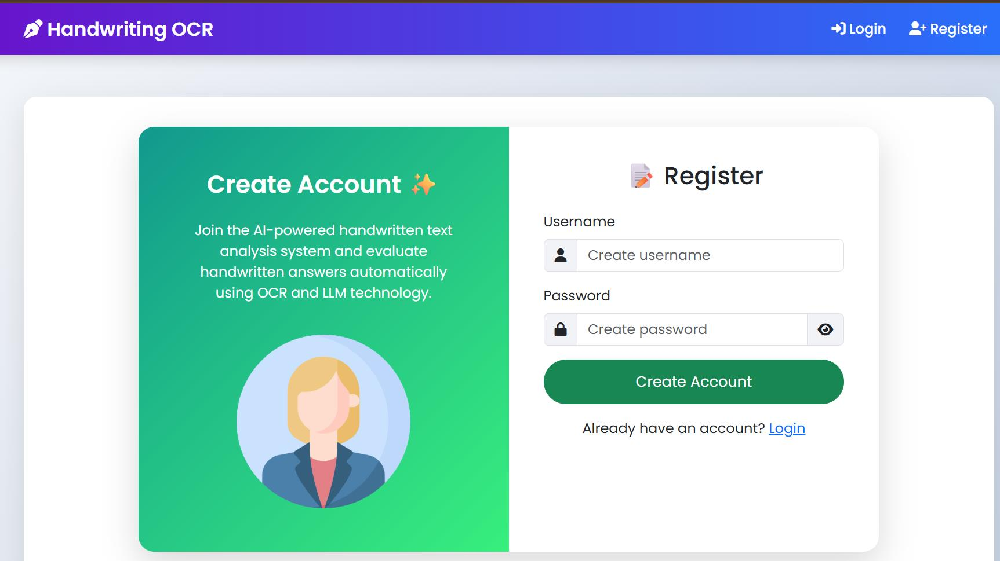 Handwriting OCR
Login
Register
Create Account ✨
Join the AI-powered handwritten text
analysis system and evaluate
handwritten answers automatically
using OCR and LLM technology.
📝 Register
Username
Create username
Password
Create password
Create Account
Already have an account? Login